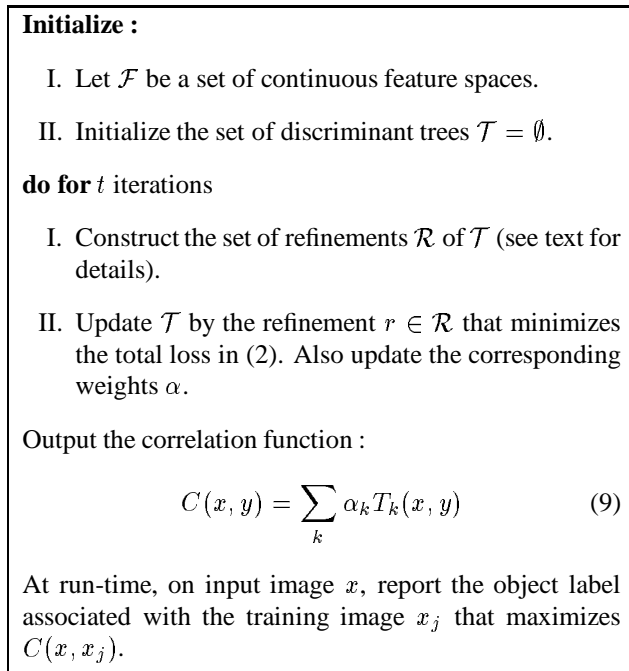 Initialize :
I. Let ℱ be a set of continuous feature spaces.
II. Initialize the set of discriminant trees 𝒯 = ∅.
do for t iterations
I. Construct the set of refinements ℛ of 𝒯 (see text for
details).
II. Update 𝒯 by the refinement r ∈ ℛ that minimizes
the total loss in (2). Also update the corresponding
weights α.
Output the correlation function :
C(x, y) = ∑_k α_k T_k(x, y) (9)
At run-time, on input image x, report the object label
associated with the training image x_j that maximizes
C(x, x_j).